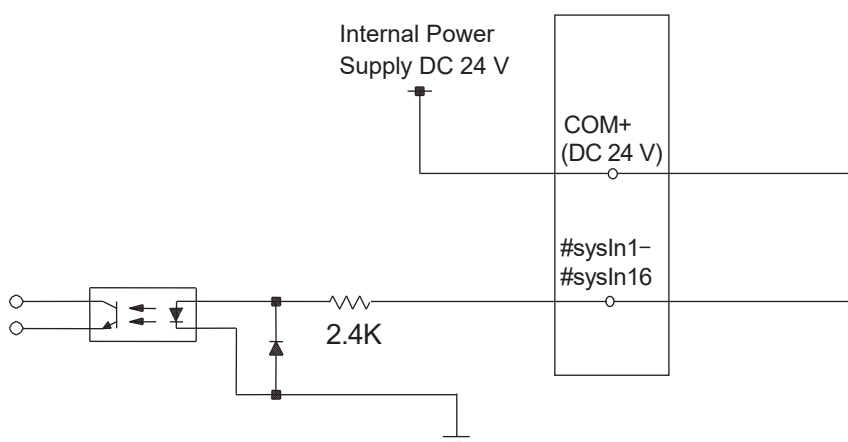 Internal Power
Supply DC 24 V
COM+
(DC 24 V)
#sysIn1−
#sysIn16
2.4K